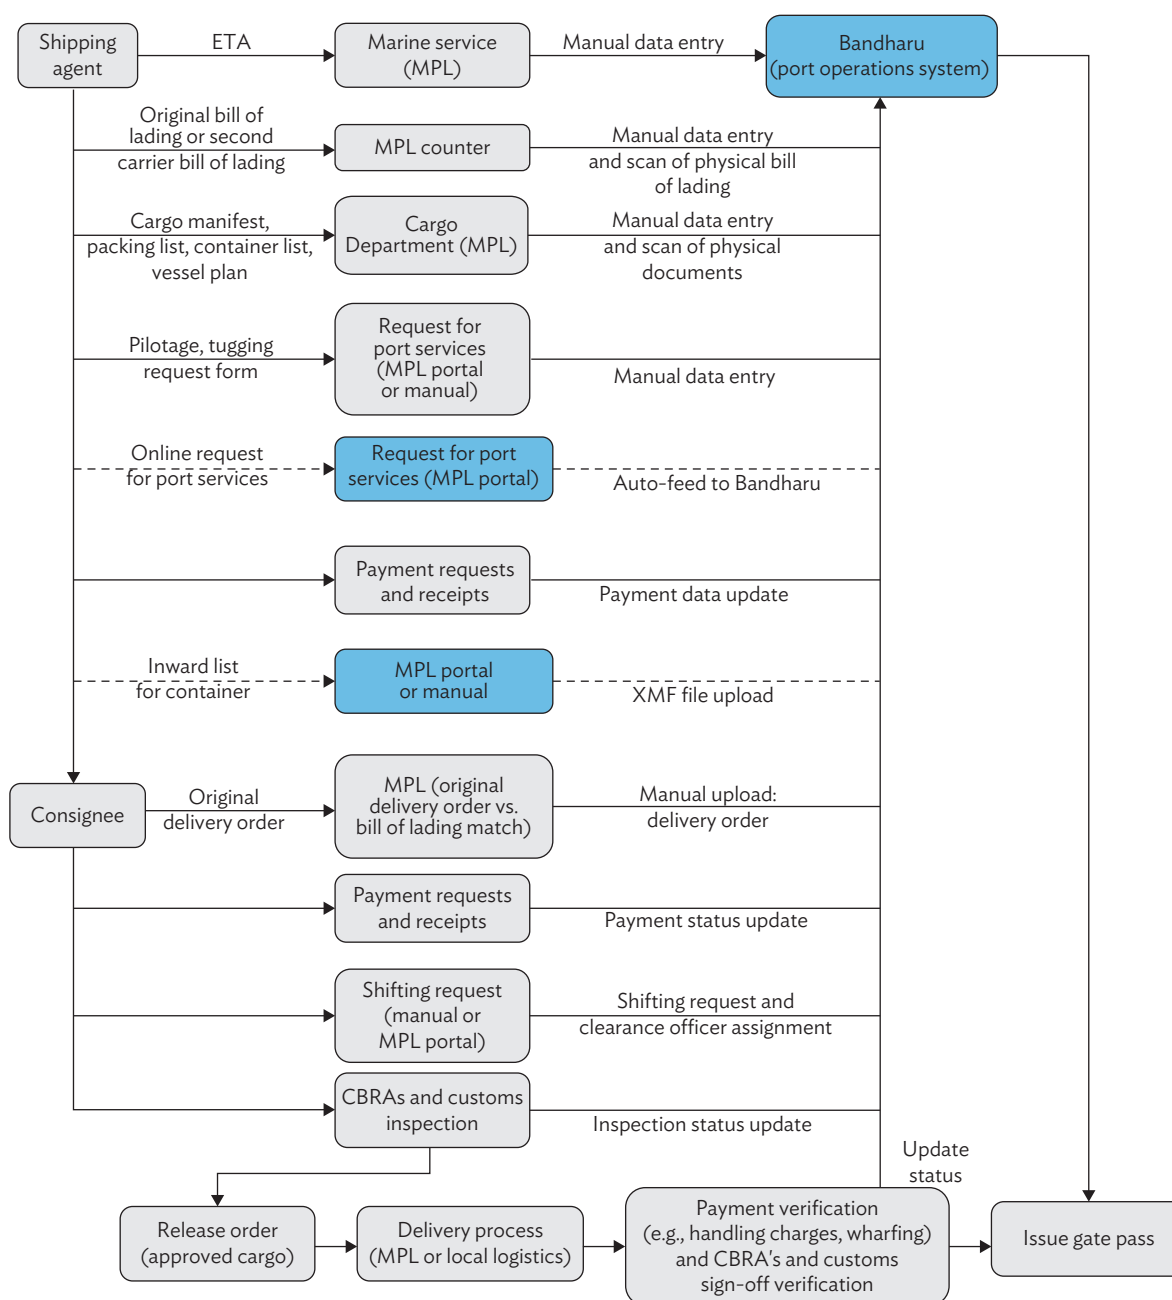 Shipping
agent
ETA
Marine service
(MPL)
Manual data entry
Bandharu
(port operations system)
Original bill of
lading or second
carrier bill of lading
MPL counter
Manual data entry
and scan of physical bill
of lading
Cargo manifest,
packing list, container list,
vessel plan
Cargo
Department (MPL)
Manual data entry
and scan of physical
documents
Pilotage, tugging
request form
Request for
port services
(MPL portal
or manual)
Manual data entry
Online request
for port services
Request for port
services (MPL portal)
Auto-feed to Bandharu
Payment requests
and receipts
Payment data update
Inward list
for container
MPL portal
or manual
XMF file upload
Consignee
Original
delivery order
MPL (original
delivery order vs.
bill of lading match)
Manual upload:
delivery order
Payment requests
and receipts
Payment status update
Shifting request
(manual or
MPL portal)
Shifting request and
clearance officer assignment
CBRAs and customs
inspection
Inspection status update
Update
status
Release order
(approved cargo)
Delivery process
(MPL or local logistics)
Payment verification
(e.g., handling charges, wharfing)
and CBRA's and customs
sign-off verification
Issue gate pass